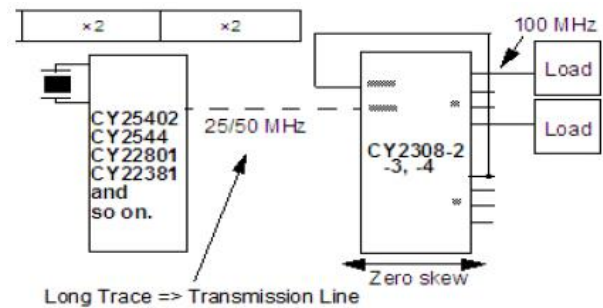 ×2
×2
100 MHz
Load
Load
CY25402
CY2544
CY22801
CY22381
and
so on.
25/50 MHz
CY2308-2
-3, -4
Zero skew
Long Trace => Transmission Line